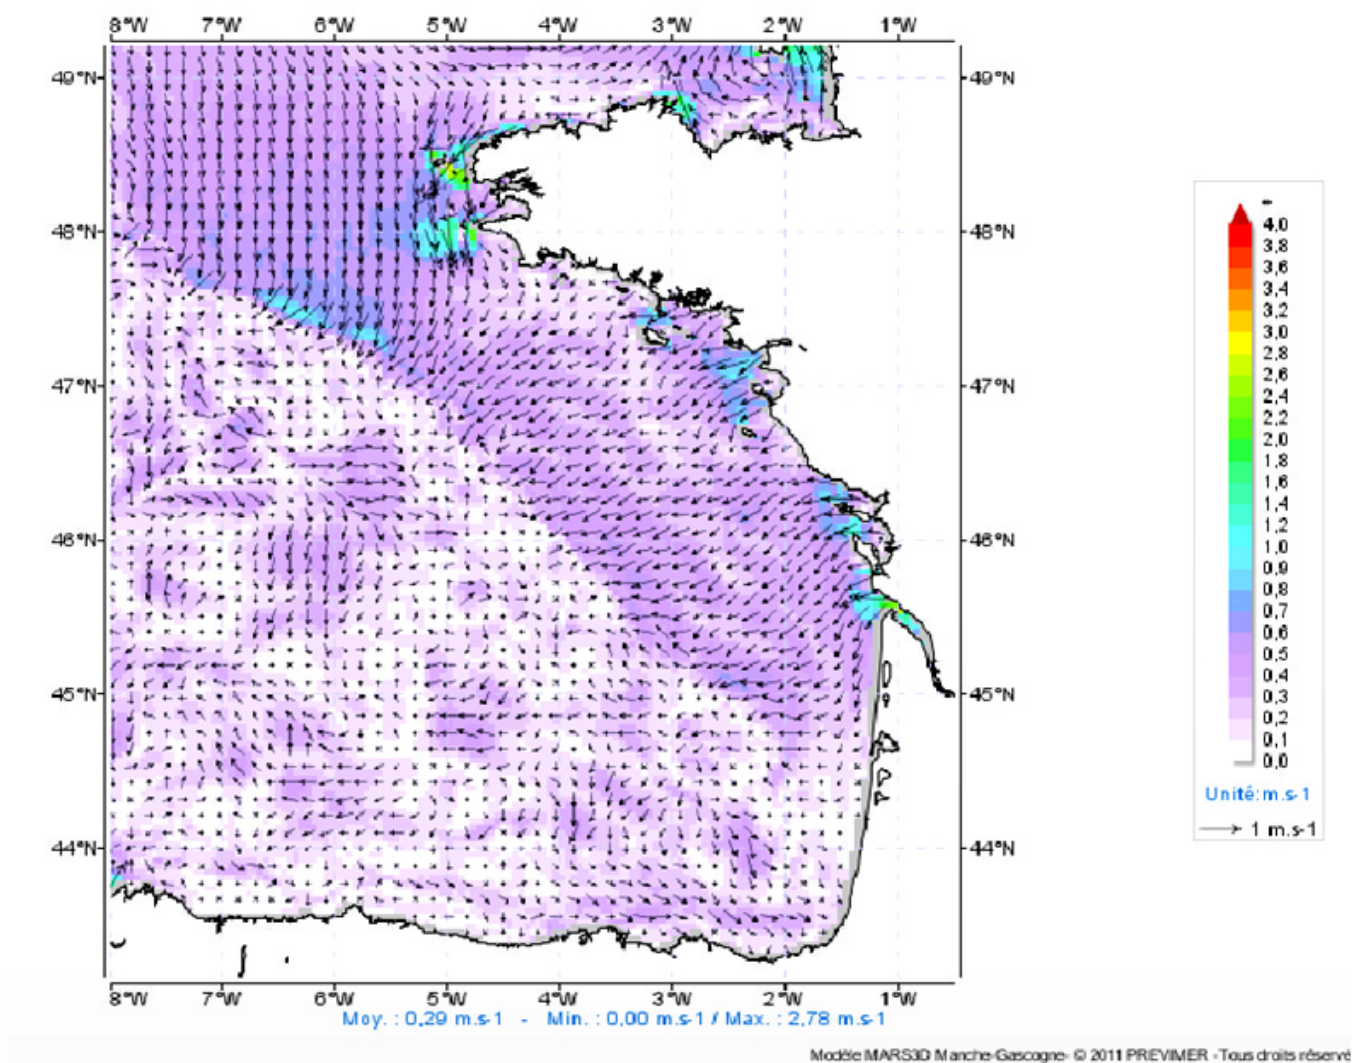 8°W 7°W 6°W 5°W 4°W 3°W 2°W 1°W
49°N 49°N
48°N 48°N
47°N 47°N
46°N 46°N
45°N 45°N
44°N 44°N
8°W 7°W 6°W 5°W 4°W 3°W 2°W 1°W
4,0
3,8
3,6
3,4
3,2
3,0
2,8
2,6
2,4
2,2
2,0
1,8
1,6
1,4
1,2
1,0
0,9
0,8
0,7
0,6
0,5
0,4
0,3
0,2
0,1
0,0
Unité:m.s-1
1 m.s-1
Moy. : 0,29 m.s-1 - Min. : 0,00 m.s-1 / Max. : 2,78 m.s-1
Modèle MARS3D Manche-Gascogne- © 2011 PREVIMER -Tous droits réservé